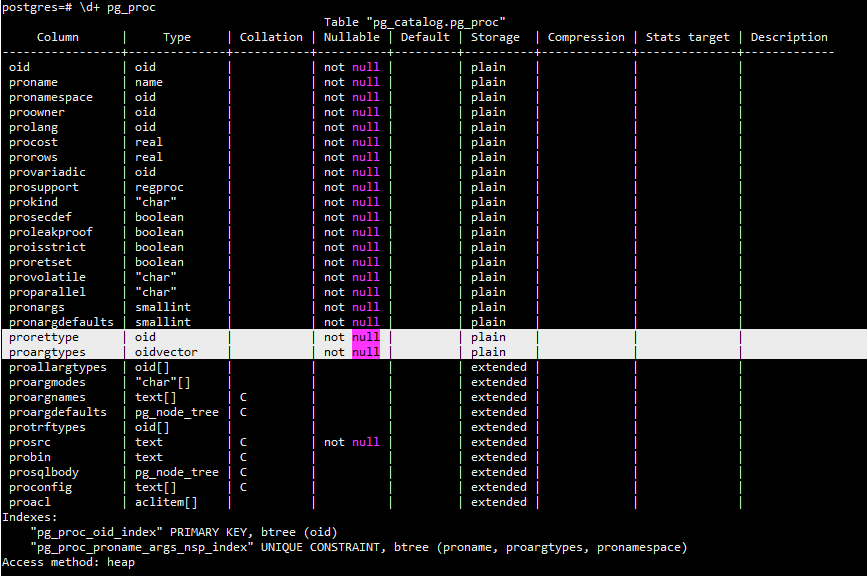 postgres=# \d+ pg_proc
                                             Table "pg_catalog.pg_proc"
     Column      |     Type     | Collation | Nullable | Default | Storage  | Compression | Stats target | Description
-----------------+--------------+-----------+----------+---------+----------+-------------+--------------+-------------
 oid             | oid          |           | not null |         | plain    |             |              |
 proname         | name         |           | not null |         | plain    |             |              |
 pronamespace    | oid          |           | not null |         | plain    |             |              |
 proowner        | oid          |           | not null |         | plain    |             |              |
 prolang         | oid          |           | not null |         | plain    |             |              |
 procost         | real         |           | not null |         | plain    |             |              |
 prorows         | real         |           | not null |         | plain    |             |              |
 provariadic     | oid          |           | not null |         | plain    |             |              |
 prosupport      | regproc      |           | not null |         | plain    |             |              |
 prokind         | "char"       |           | not null |         | plain    |             |              |
 prosecdef       | boolean      |           | not null |         | plain    |             |              |
 proleakproof    | boolean      |           | not null |         | plain    |             |              |
 proisstrict     | boolean      |           | not null |         | plain    |             |              |
 proretset       | boolean      |           | not null |         | plain    |             |              |
 provolatile     | "char"       |           | not null |         | plain    |             |              |
 proparallel     | "char"       |           | not null |         | plain    |             |              |
 pronargs        | smallint     |           | not null |         | plain    |             |              |
 pronargdefaults | smallint     |           | not null |         | plain    |             |              |
 prorettype      | oid          |           | not null |         | plain    |             |              |
 proargtypes     | oidvector    |           | not null |         | plain    |             |              |
 proallargtypes  | oid[]        |           |          |         | extended |             |              |
 proargmodes     | "char"[]     |           |          |         | extended |             |              |
 proargnames     | text[]       | C         |          |         | extended |             |              |
 proargdefaults  | pg_node_tree | C         |          |         | extended |             |              |
 protrftypes     | oid[]        |           |          |         | extended |             |              |
 prosrc          | text         | C         | not null |         | extended |             |              |
 probin          | text         | C         |          |         | extended |             |              |
 prosqlbody      | pg_node_tree | C         |          |         | extended |             |              |
 proconfig       | text[]       | C         |          |         | extended |             |              |
 proacl          | aclitem[]    |           |          |         | extended |             |              |
Indexes:
    "pg_proc_oid_index" PRIMARY KEY, btree (oid)
    "pg_proc_proname_args_nsp_index" UNIQUE CONSTRAINT, btree (proname, proargtypes, pronamespace)
Access method: heap